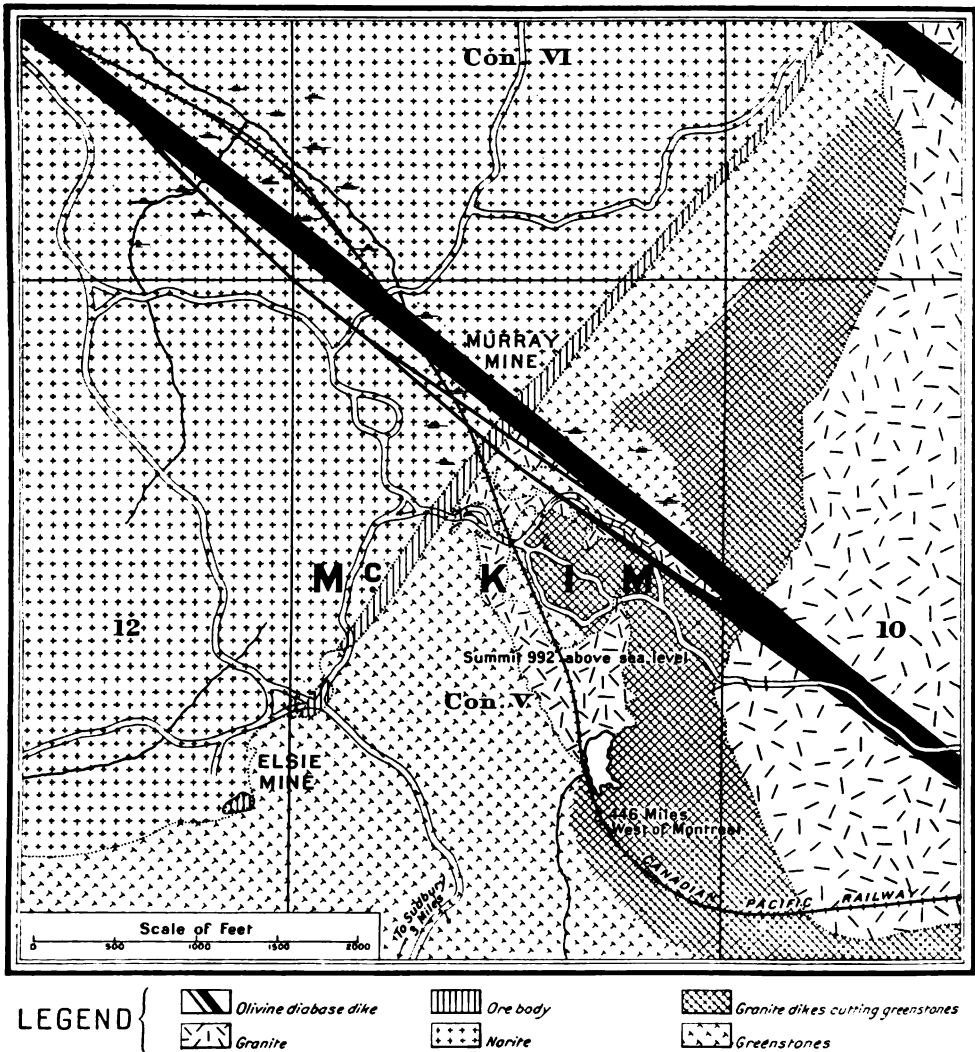 Con. VI
MURRAY
MINE
Mc K I M
12
10
Summit 992 above sea level
Con. V
ELSIE
MINE
446 Miles
West of Montreal
CANADIAN PACIFIC RAILWAY
To Sudbury
3 Miles
Scale of Feet
0 500 1000 1500 2000
LEGEND
Olivine diabase dike
Ore body
Granite dikes cutting greenstones
Granite
Norite
Greenstones